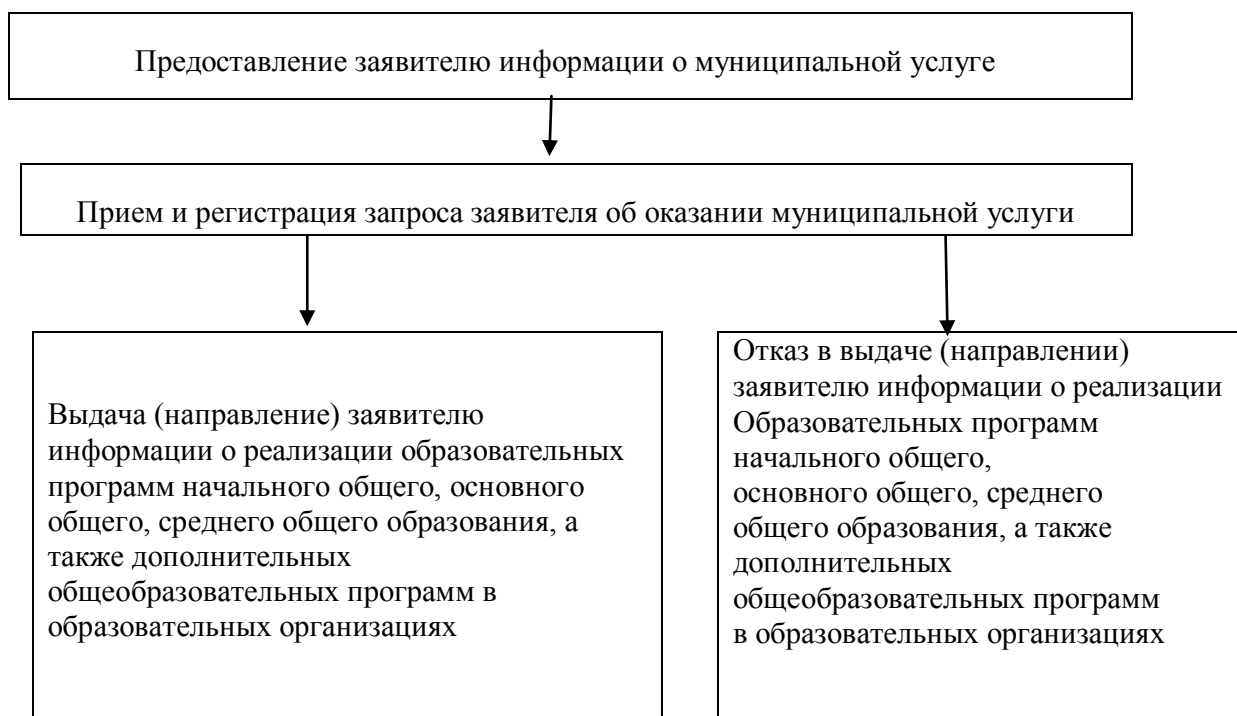 Предоставление заявителю информации о муниципальной услуге
Прием и регистрация запроса заявителя об оказании муниципальной услуги
Выдача (направление) заявителю
информации о реализации образовательных
программ начального общего, основного
общего, среднего общего образования, а
также дополнительных
общеобразовательных программ в
образовательных организациях
Отказ в выдаче (направлении)
заявителю информации о реализации
Образовательных программ
начального общего,
основного общего, среднего
общего образования, а также
дополнительных
общеобразовательных программ
в образовательных организациях